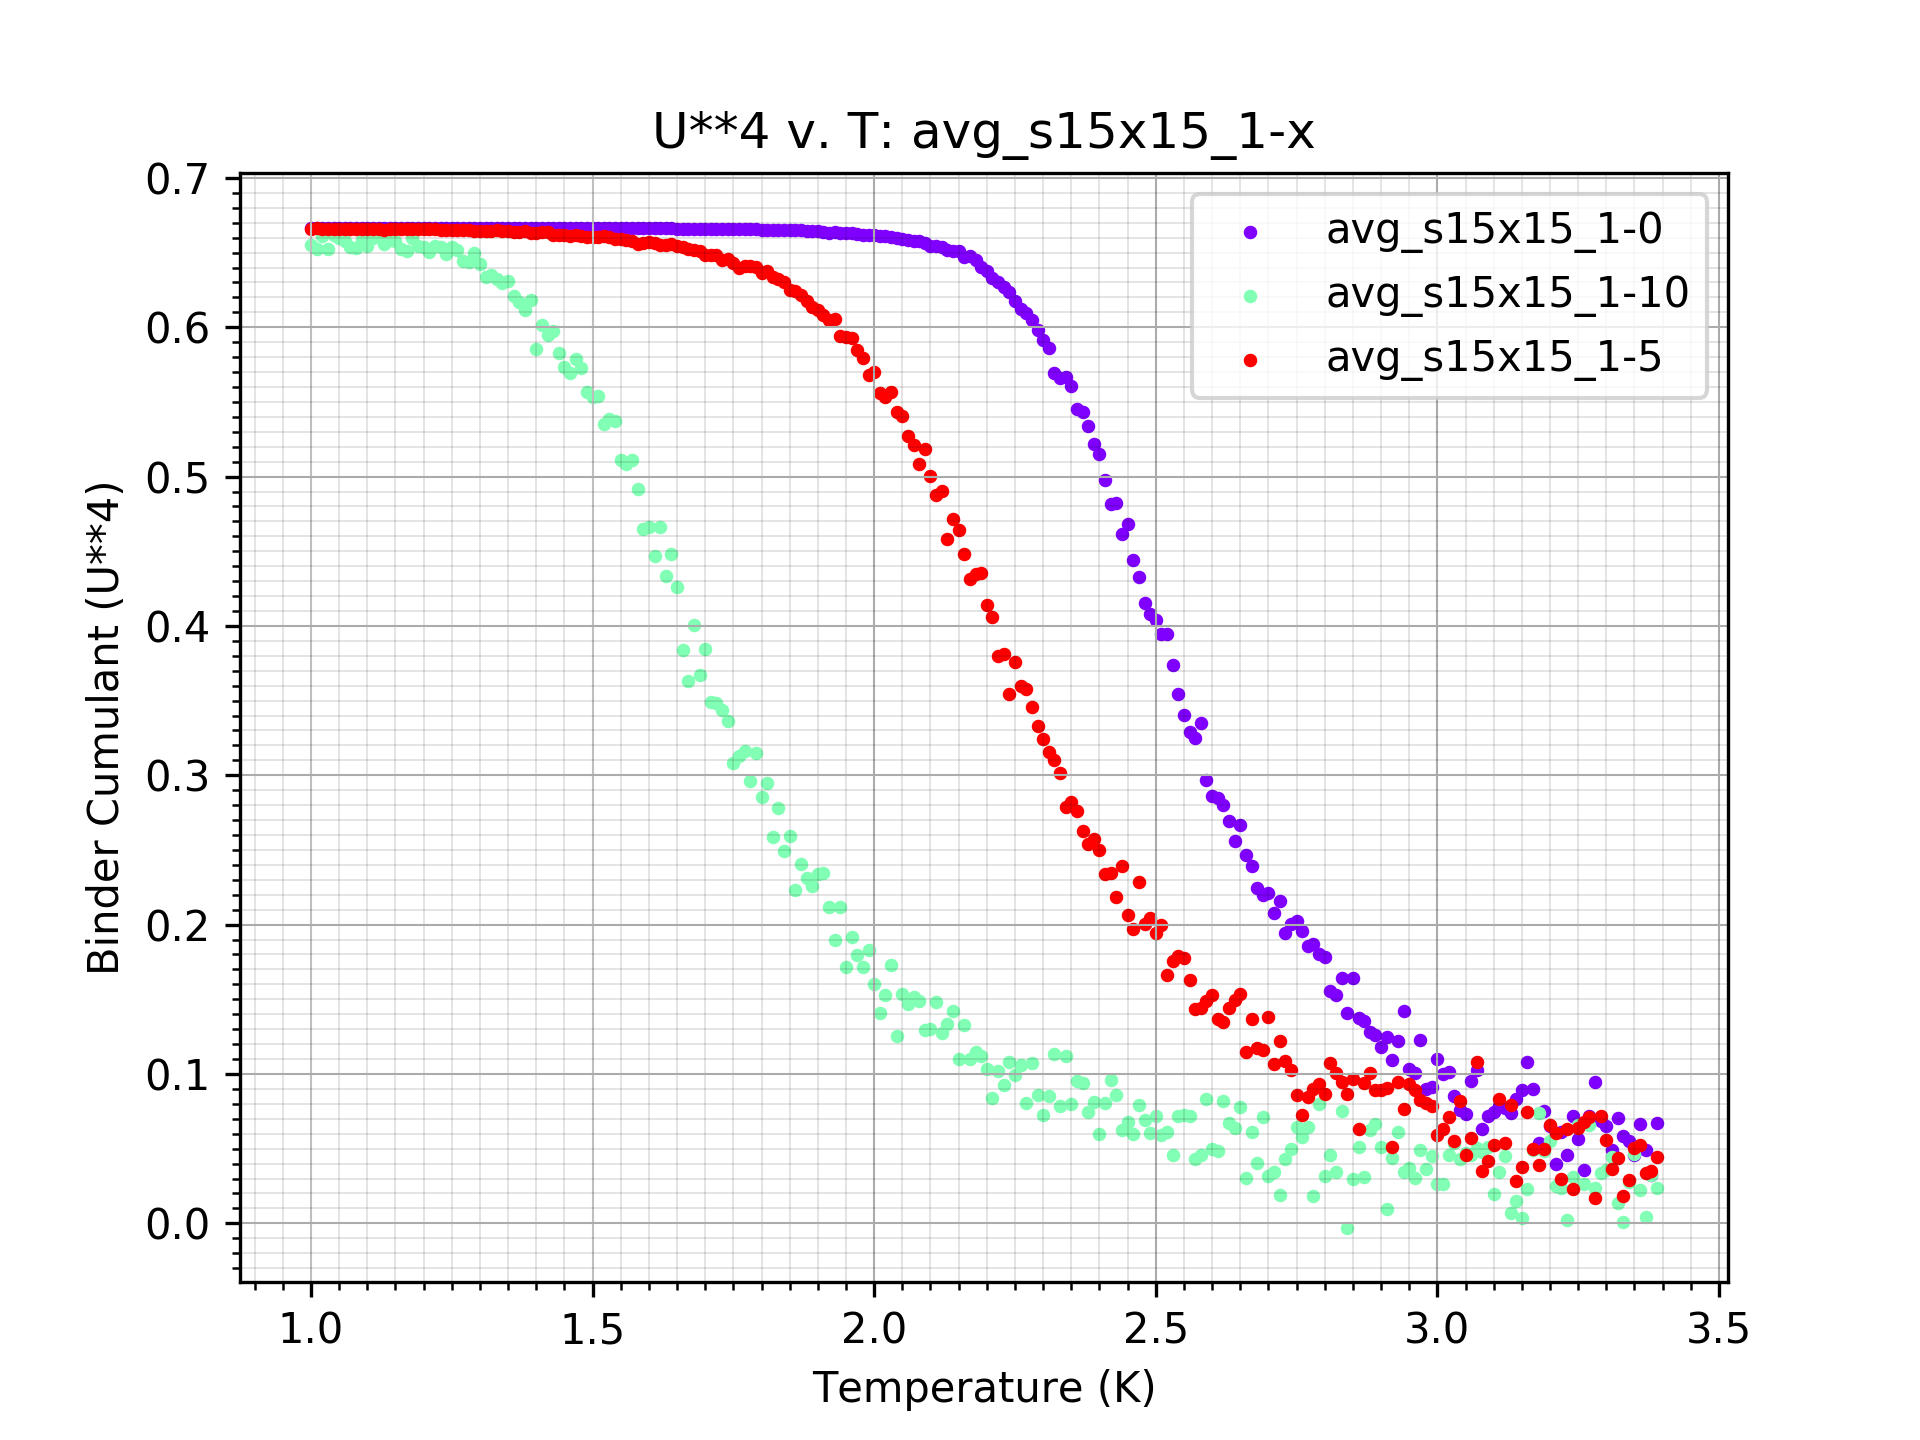 U**4 v. T: avg_s15x15_1-x
avg_s15x15_1-0
avg_s15x15_1-10
avg_s15x15_1-5
Binder Cumulant (U**4)
0.7
0.6
0.5
0.4
0.3
0.2
0.1
0.0
1.0 1.5 2.0 2.5 3.0 3.5
Temperature (K)